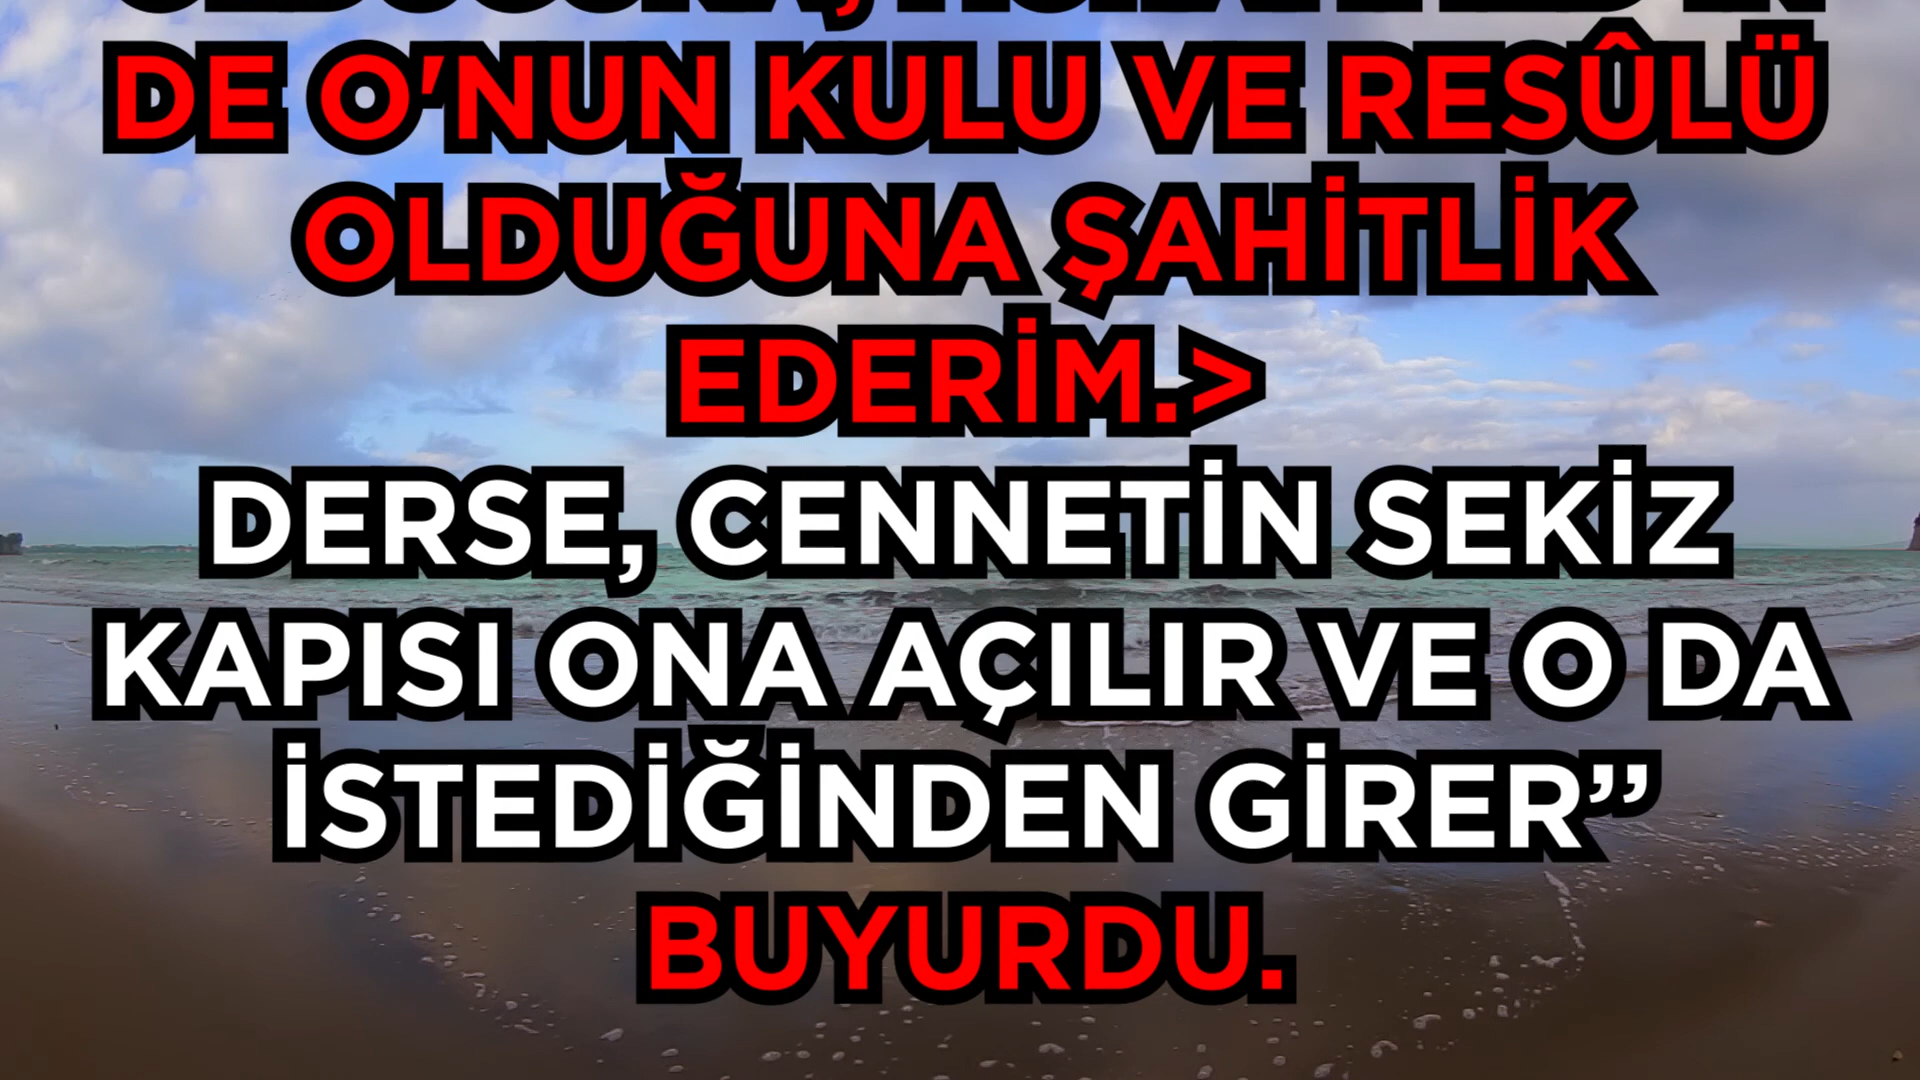 DE O'NUN KULU VE RESÛLÜ
OLDUĞUNA ŞAHİTLİK
EDERİM.>
DERSE, CENNETİN SEKİZ
KAPISI ONA AÇILIR VE O DA
İSTEDİĞİNDEN GİRER”
BUYURDU.